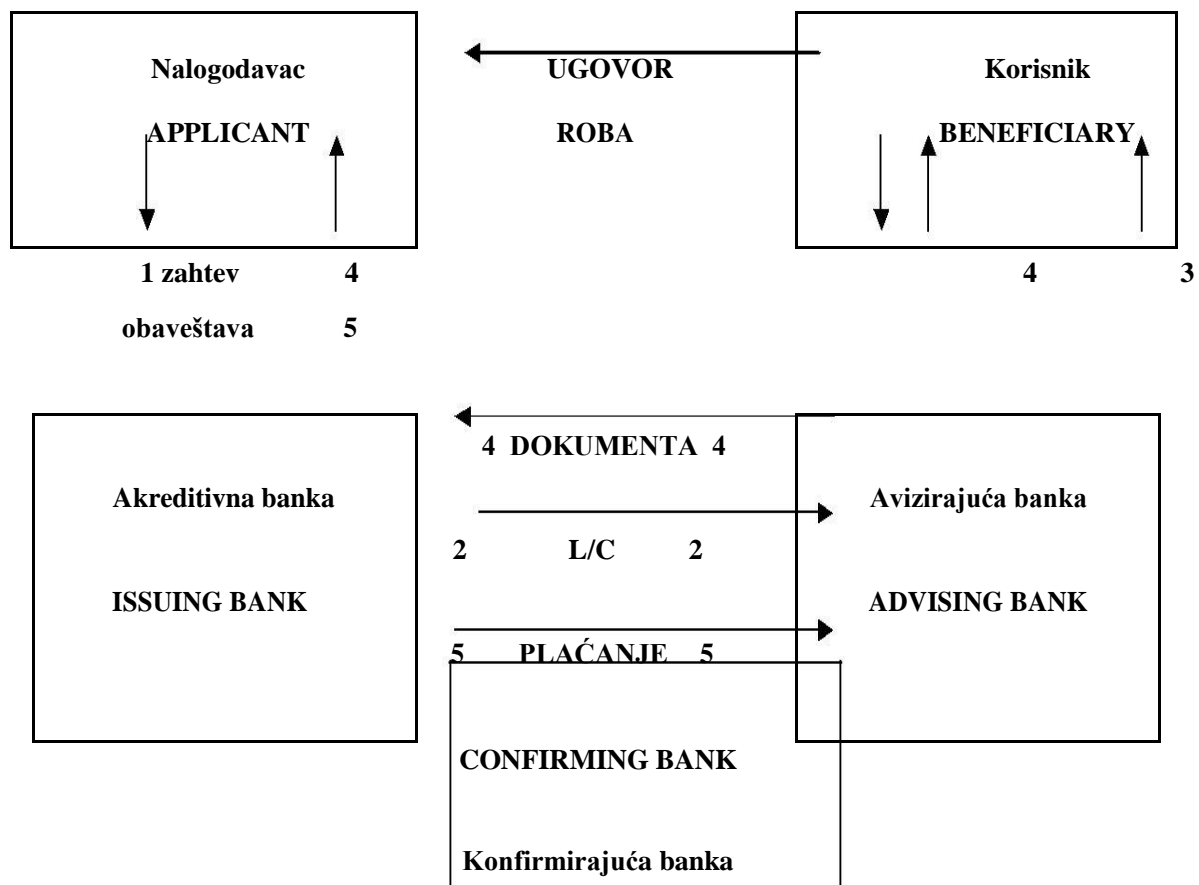 Nalogodavac UGOVOR Korisnik
APPLICANT ROBA BENEFICIARY
1 zahtev 4 4 3
obaveštava 5
4 DOKUMENTA 4
Akreditivna banka Avizirajuća banka
2 L/C 2
ISSUING BANK ADVISING BANK
5 PLAĆANJE 5
CONFIRMING BANK
Konfirmirajuća banka